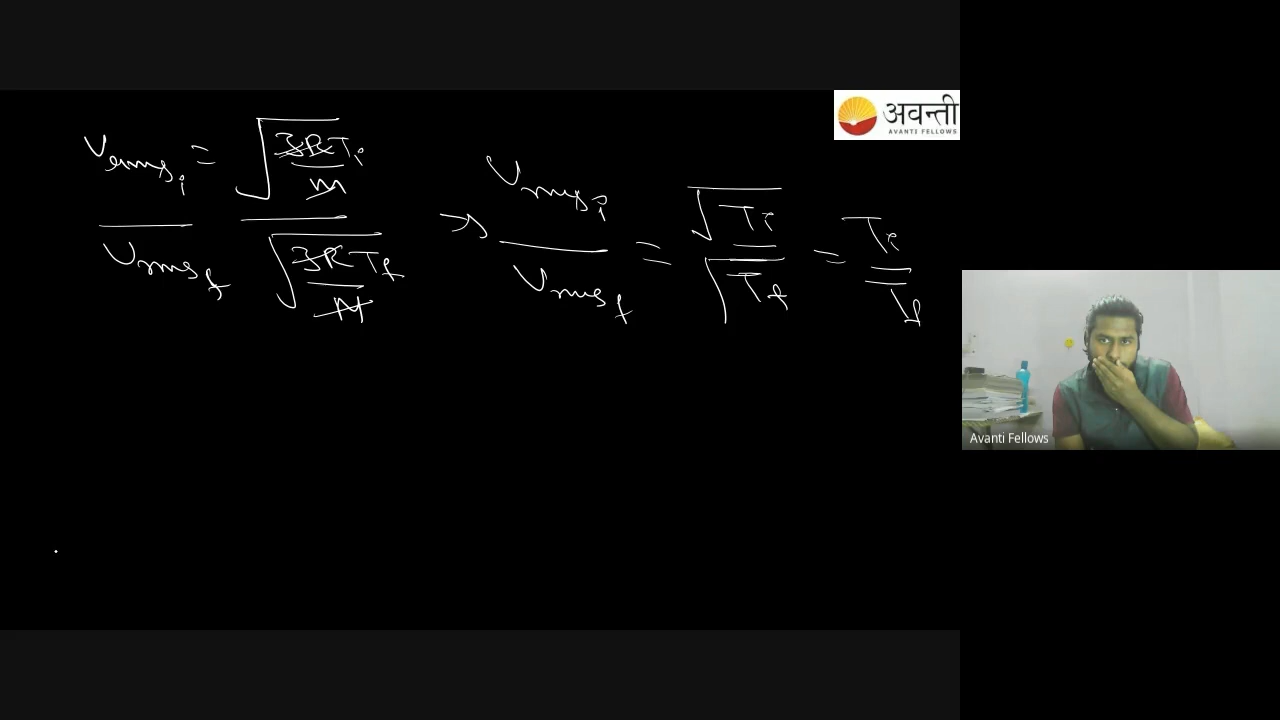 अवन्ती
AVANTI FELLOWS
Vrms i = √(3RTi / m)
Vrms f √(3RTf / M)
→ Vrms i / Vrms f = √Ti / √Tf = Ti / Tf
Avanti Fellows